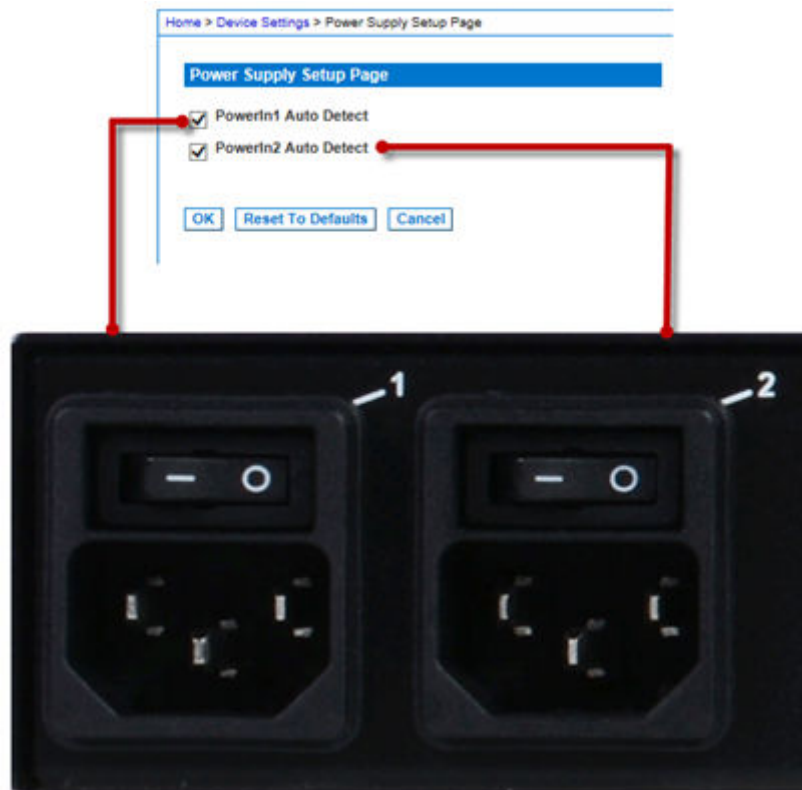 Home > Device Settings > Power Supply Setup Page
Power Supply Setup Page
PowerIn1 Auto Detect
PowerIn2 Auto Detect
OK Reset To Defaults Cancel
1 2
— O — O